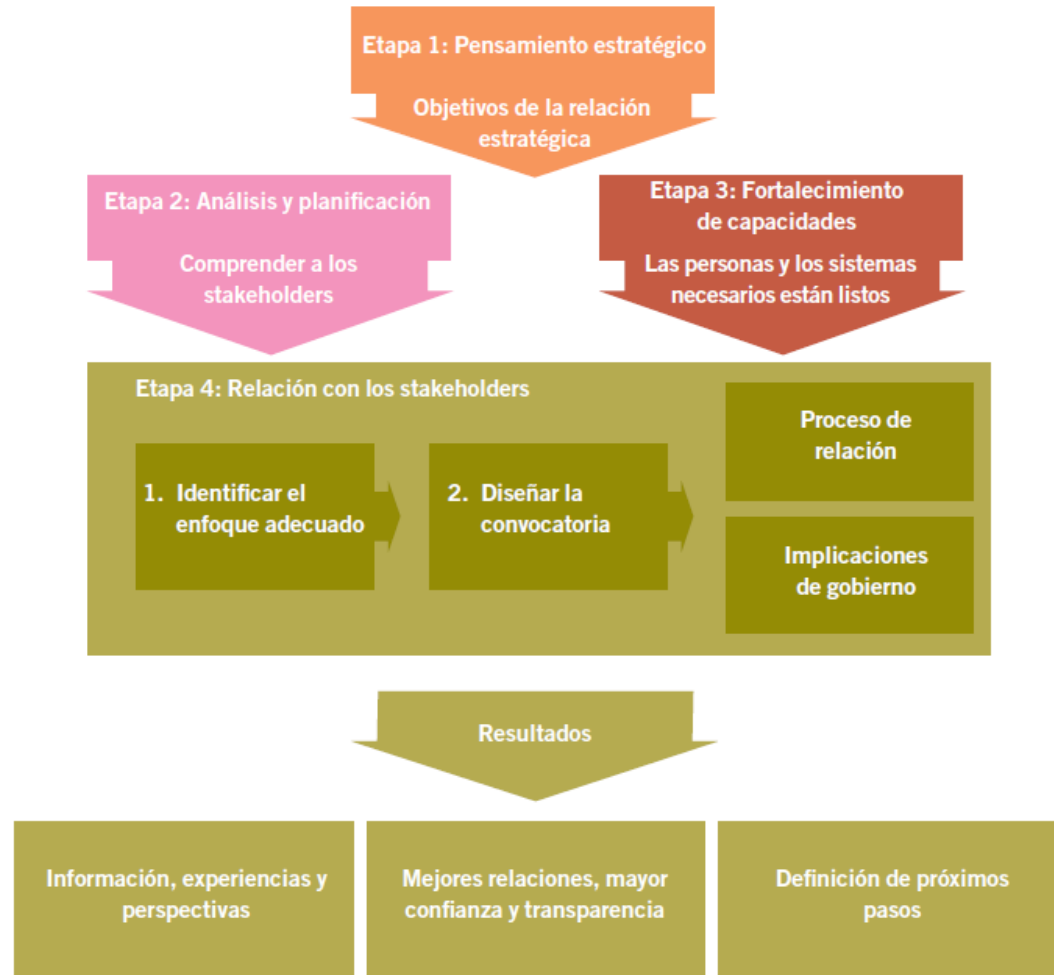 Etapa 1: Pensamiento estratégico
Objetivos de la relación
estratégica
Etapa 2: Análisis y planificación
Comprender a los
stakeholders
Etapa 3: Fortalecimiento
de capacidades
Las personas y los sistemas
necesarios están listos
Etapa 4: Relación con los stakeholders
1. Identificar el
enfoque adecuado
2. Diseñar la
convocatoria
Proceso de
relación
Implicaciones
de gobierno
Resultados
Información, experiencias y
perspectivas
Mejores relaciones, mayor
confianza y transparencia
Definición de próximos
pasos